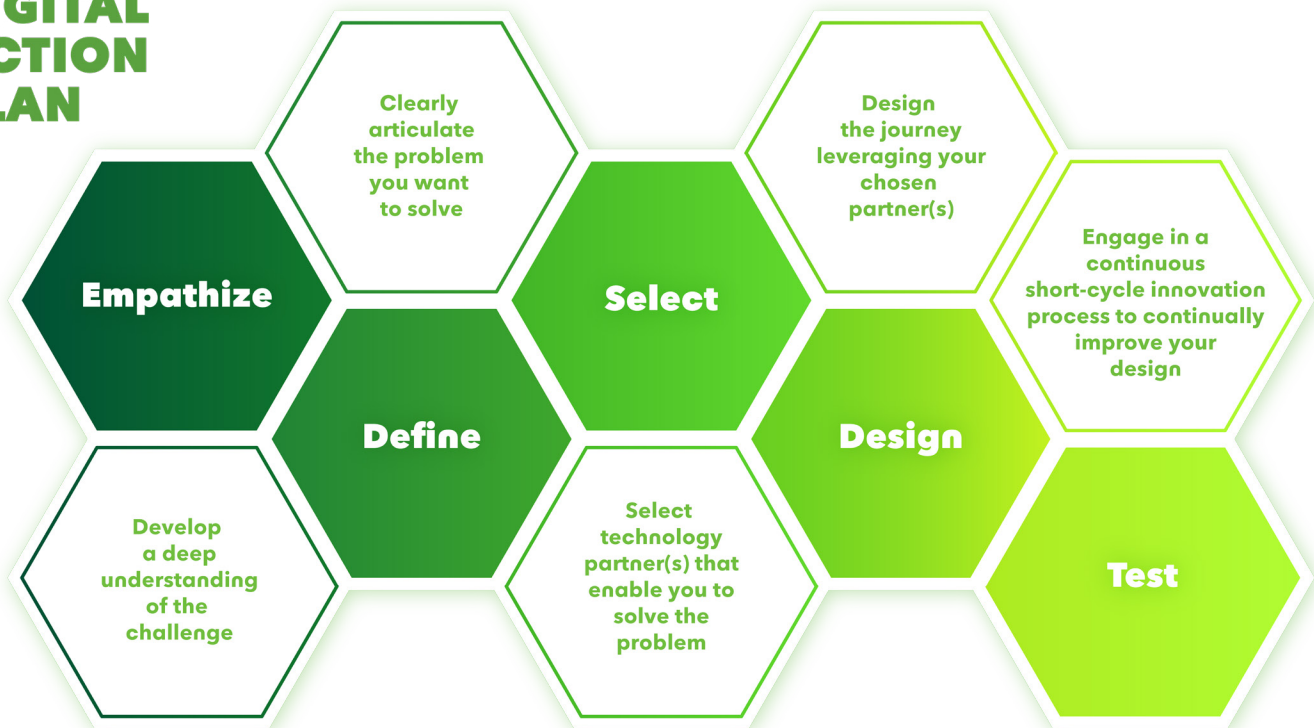 GITAL
CTION
LAN
Empathize
Develop
a deep
understanding
of the
challenge
Define
Clearly
articulate
the problem
you want
to solve
Select
Select
technology
partner(s) that
enable you to
solve the
problem
Design
Design
the journey
leveraging your
chosen
partner(s)
Test
Engage in a
continuous
short-cycle innovation
process to continually
improve your
design